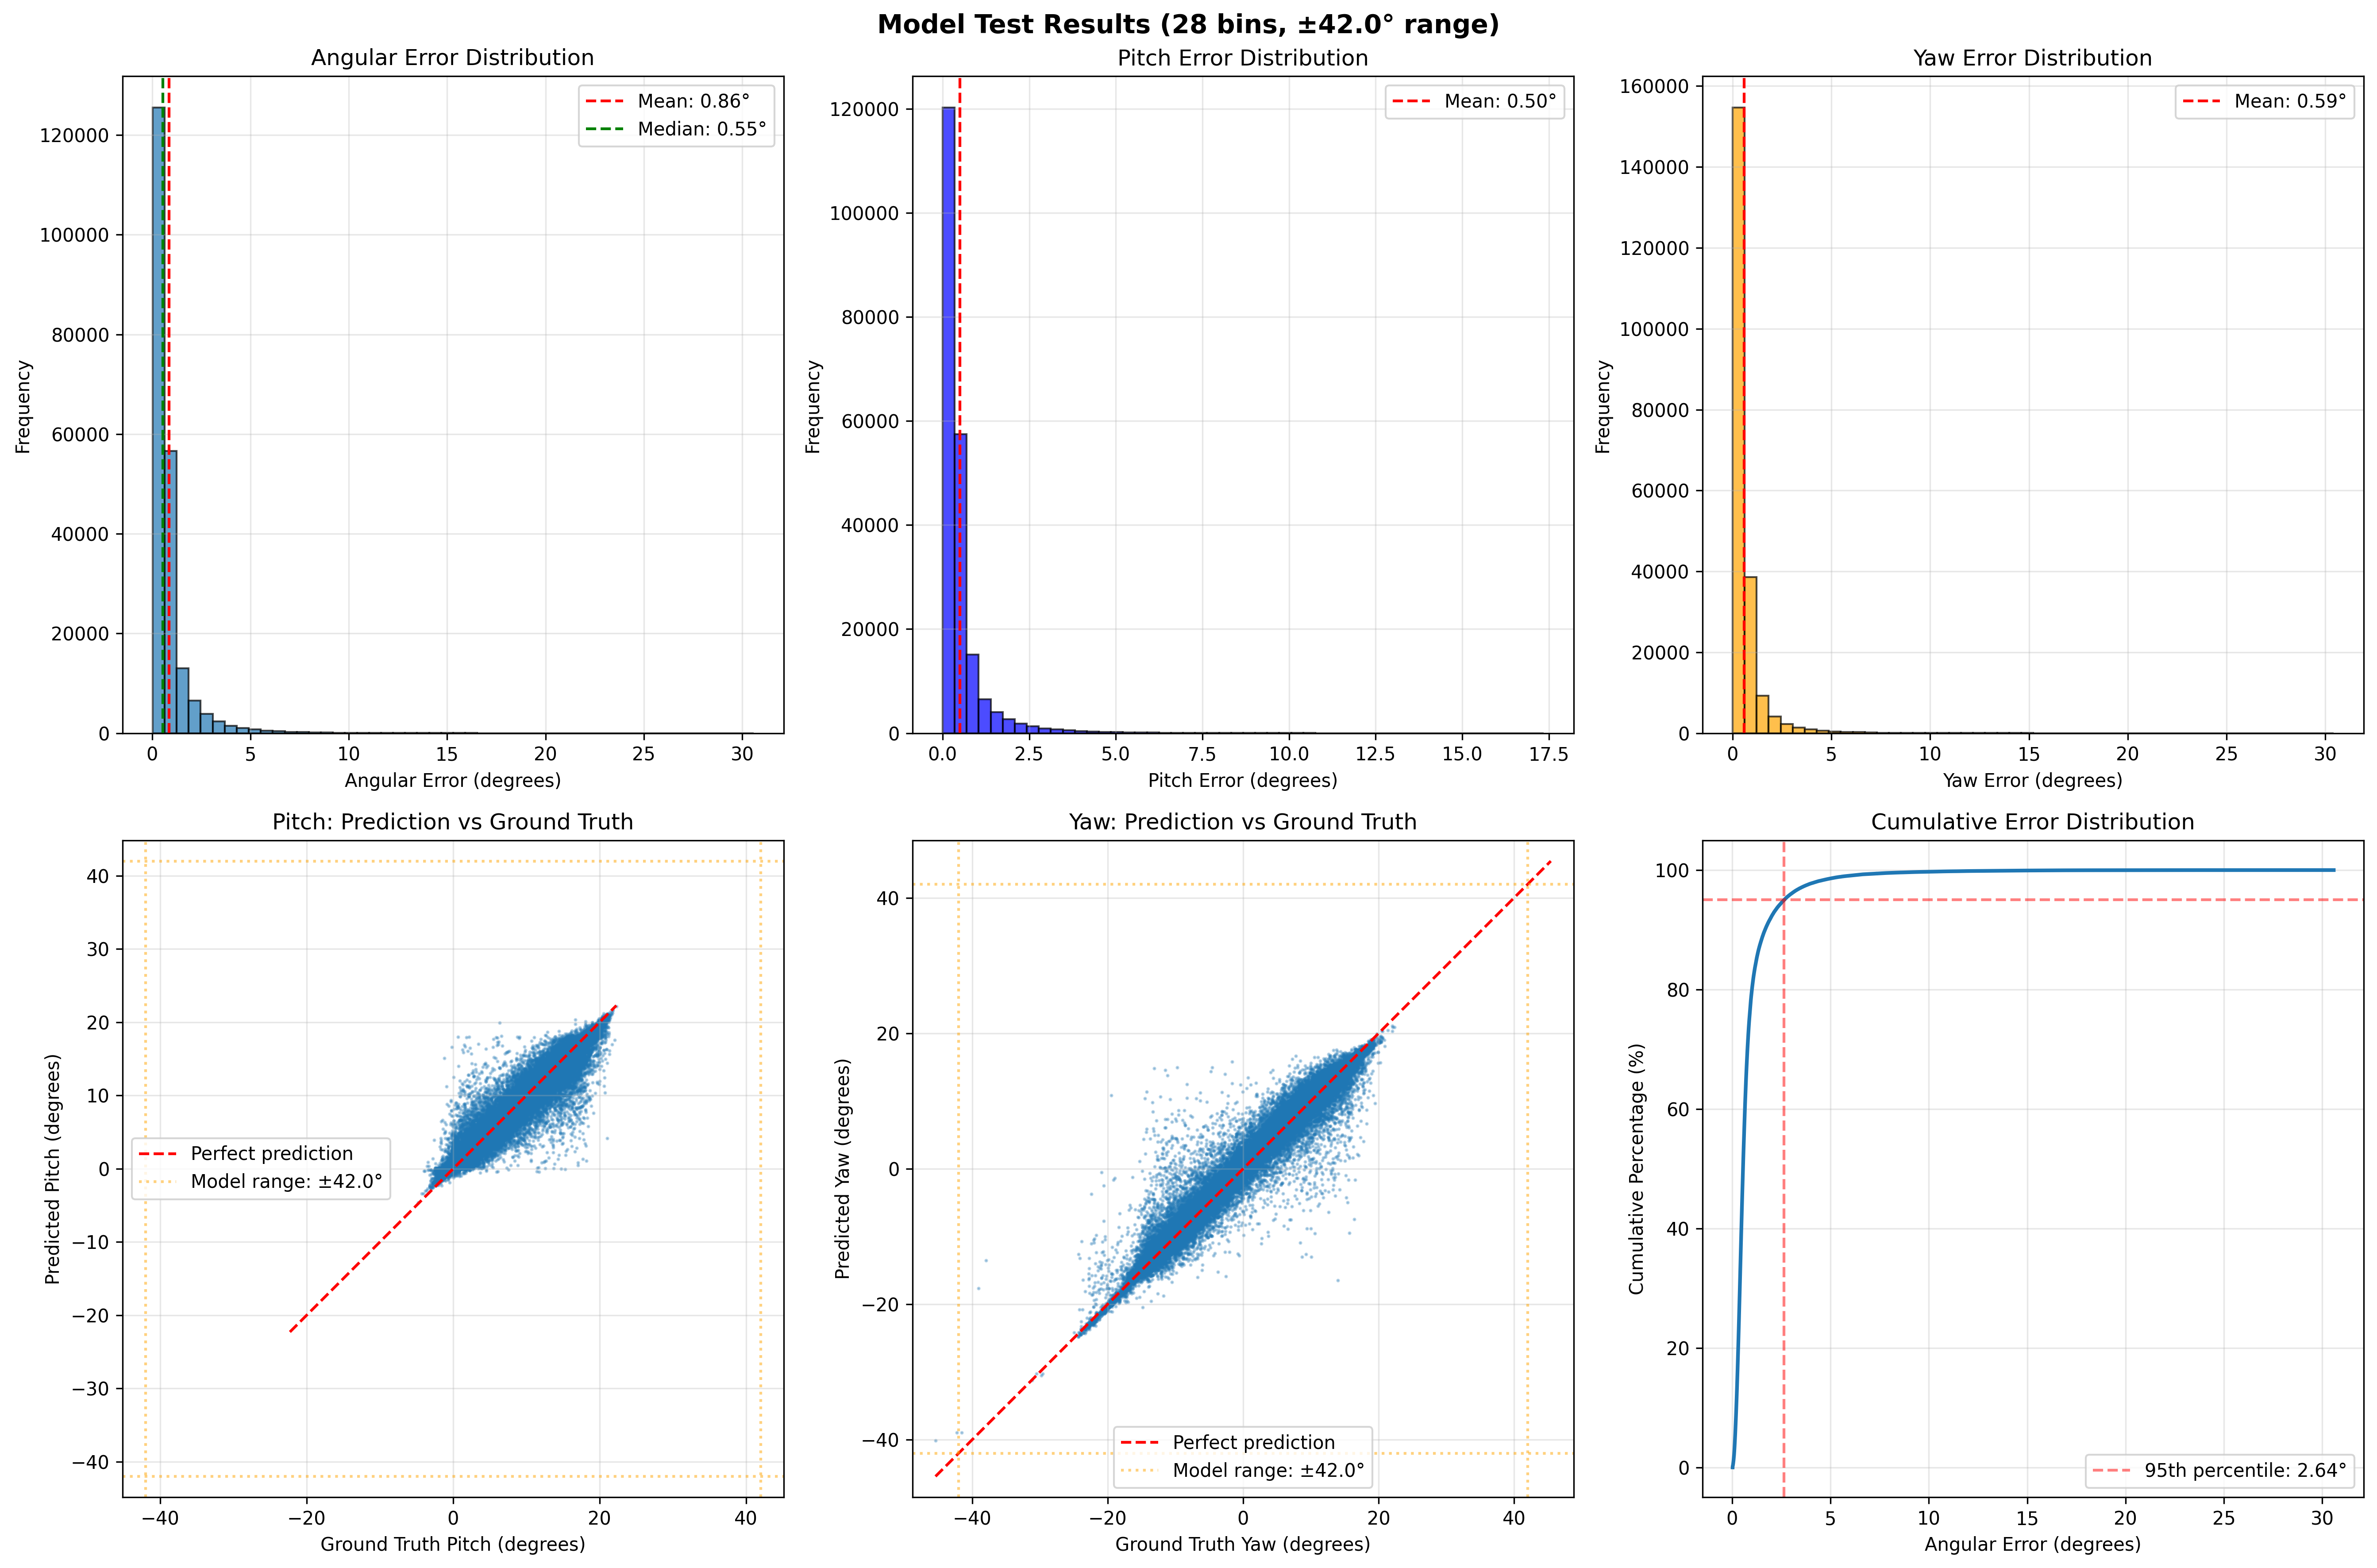 Model Test Results (28 bins, ±42.0° range)
Angular Error Distribution
Mean: 0.86°
Median: 0.55°
120000
100000
80000
60000
40000
20000
0
Frequency
0 5 10 15 20 25 30
Angular Error (degrees)
Pitch Error Distribution
Mean: 0.50°
120000
100000
80000
60000
40000
20000
0
Frequency
0.0 2.5 5.0 7.5 10.0 12.5 15.0 17.5
Pitch Error (degrees)
Yaw Error Distribution
Mean: 0.59°
160000
140000
120000
100000
80000
60000
40000
20000
0
Frequency
0 5 10 15 20 25 30
Yaw Error (degrees)
Pitch: Prediction vs Ground Truth
40
30
20
10
0
−10
−20
−30
−40
Predicted Pitch (degrees)
Perfect prediction
Model range: ±42.0°
−40 −20 0 20 40
Ground Truth Pitch (degrees)
Yaw: Prediction vs Ground Truth
40
20
0
−20
−40
Predicted Yaw (degrees)
Perfect prediction
Model range: ±42.0°
−40 −20 0 20 40
Ground Truth Yaw (degrees)
Cumulative Error Distribution
100
80
60
40
20
0
Cumulative Percentage (%)
95th percentile: 2.64°
0 5 10 15 20 25 30
Angular Error (degrees)